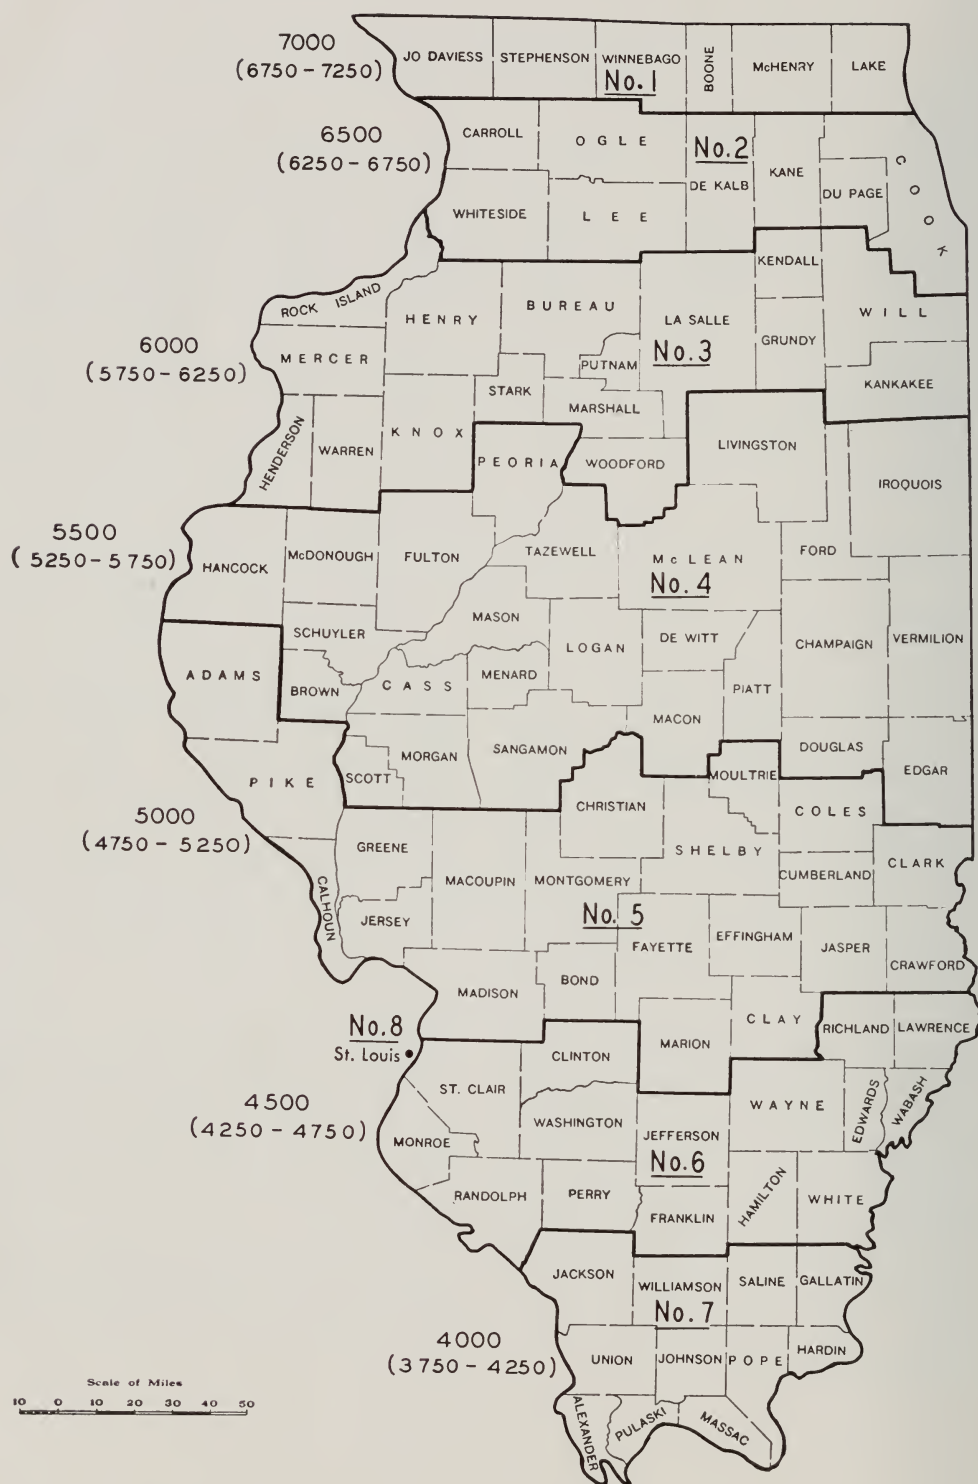 7000
(6750-7250)
JO DAVIESS STEPHENSON WINNEBAGO BOONE McHENRY LAKE
No.1
6500
(6250-6750)
CARROLL OGLE No.2 KANE COOK
DE KALB DU PAGE
WHITESIDE LEE
KENDALL
ROCK ISLAND HENRY BUREAU LA SALLE WILL
6000
(5750-6250)
MERCER PUTNAM No.3 GRUNDY
STARK KANKAKEE
MARSHALL
HENDERSON WARREN KNOX PEORIA WOODFORD LIVINGSTON
IROQUOIS
5500
(5250-5750)
HANCOCK McDONOUGH FULTON TAZEWELL McLEAN FORD
No.4
MASON
SCHUYLER LOGAN DE WITT CHAMPAIGN VERMILION
ADAMS BROWN CASS MENARD PIATT
MACON
MORGAN SANGAMON DOUGLAS
PIKE SCOTT MOULTRIE EDGAR
5000
(4750-5250)
CHRISTIAN COLES
GREENE SHELBY CLARK
CALHOUN MACOUPIN MONTGOMERY CUMBERLAND
JERSEY No. 5
FAYETTE EFFINGHAM JASPER CRAWFORD
MADISON BOND
No.8 CLAY RICHLAND LAWRENCE
St. Louis CLINTON MARION
4500
(4250-4750)
ST. CLAIR WAYNE EDWARDS WABASH
MONROE WASHINGTON JEFFERSON
No.6
RANDOLPH PERRY HAMILTON WHITE
FRANKLIN
JACKSON WILLIAMSON SALINE GALLATIN
No.7
4000
(3750-4250)
UNION JOHNSON POPE HARDIN
ALEXANDER PULASKI MASSAC
Scale of Miles
10 0 10 20 30 40 50